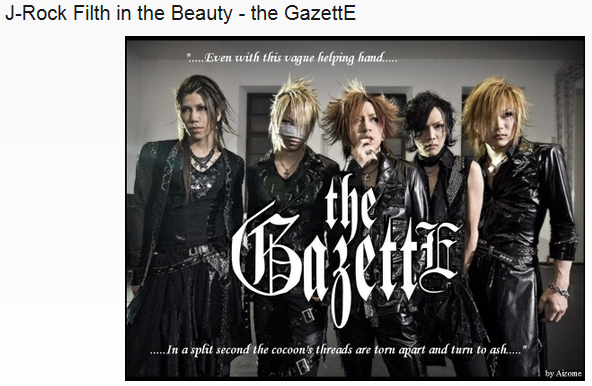 J-Rock Filth in the Beauty - the GazettE
".....Even with this vague helping hand.....
the
GazettE
.....In a split second the cocoon's threads are torn apart and turn to ash....."
by Aizome